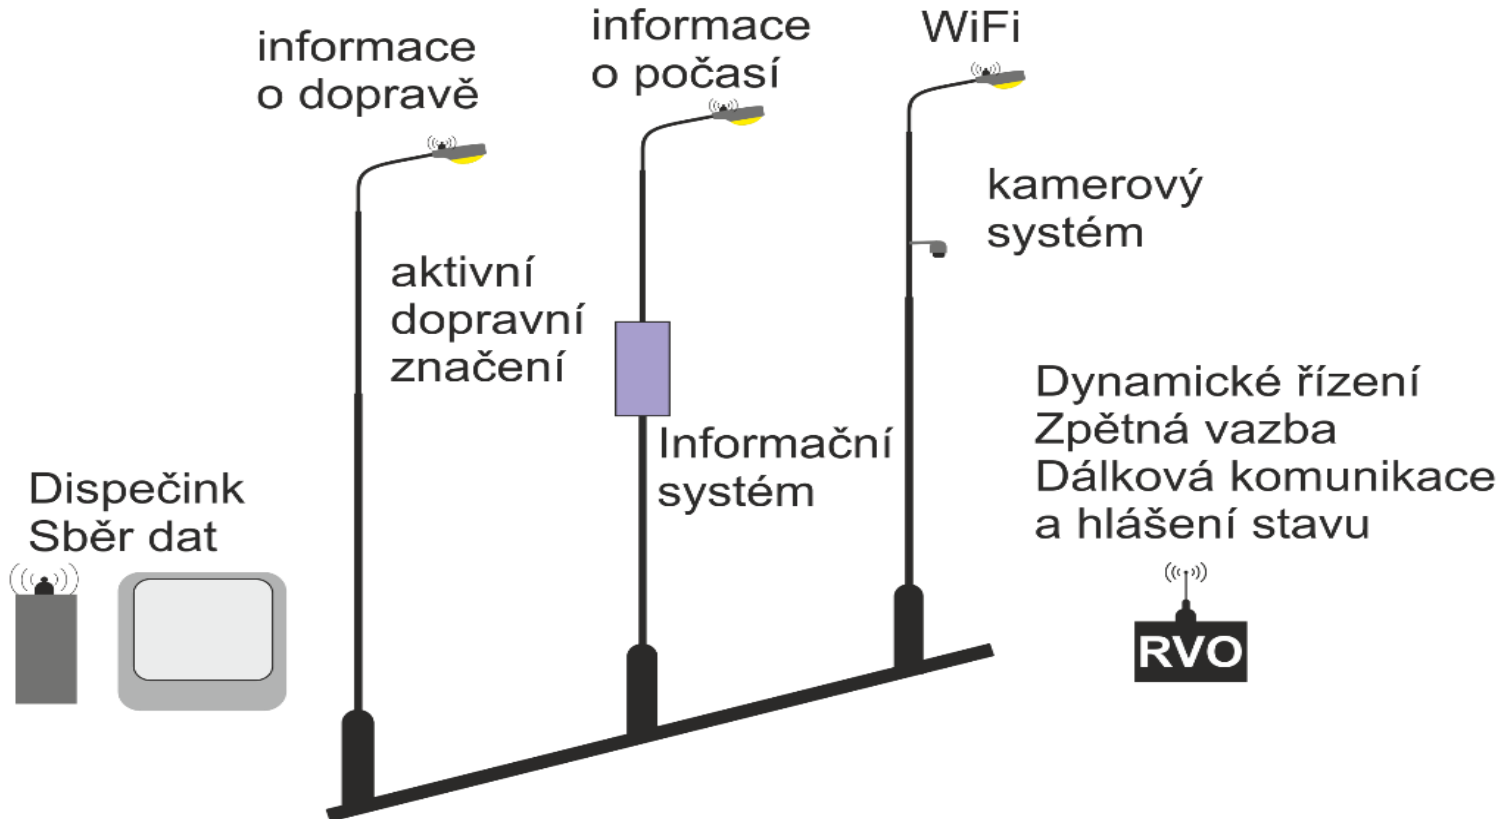 informace
o dopravě
informace
o počasí
WiFi
kamerový
systém
aktivní
dopravní
značení
Informační
systém
Dynamické řízení
Zpětná vazba
Dálková komunikace
a hlášení stavu
Dispečink
Sběr dat
RVO